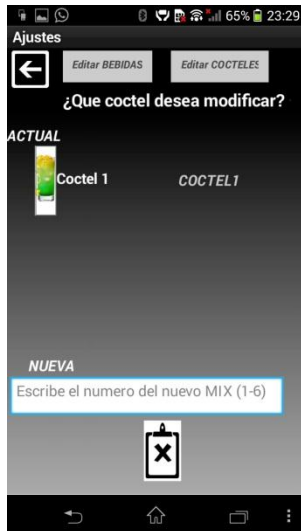 65% 23:29
Ajustes
Editar BEBIDAS Editar COCTELES
¿Que coctel desea modificar?
ACTUAL
Coctel 1 COCTEL1
NUEVA
Escribe el numero del nuevo MIX (1-6)